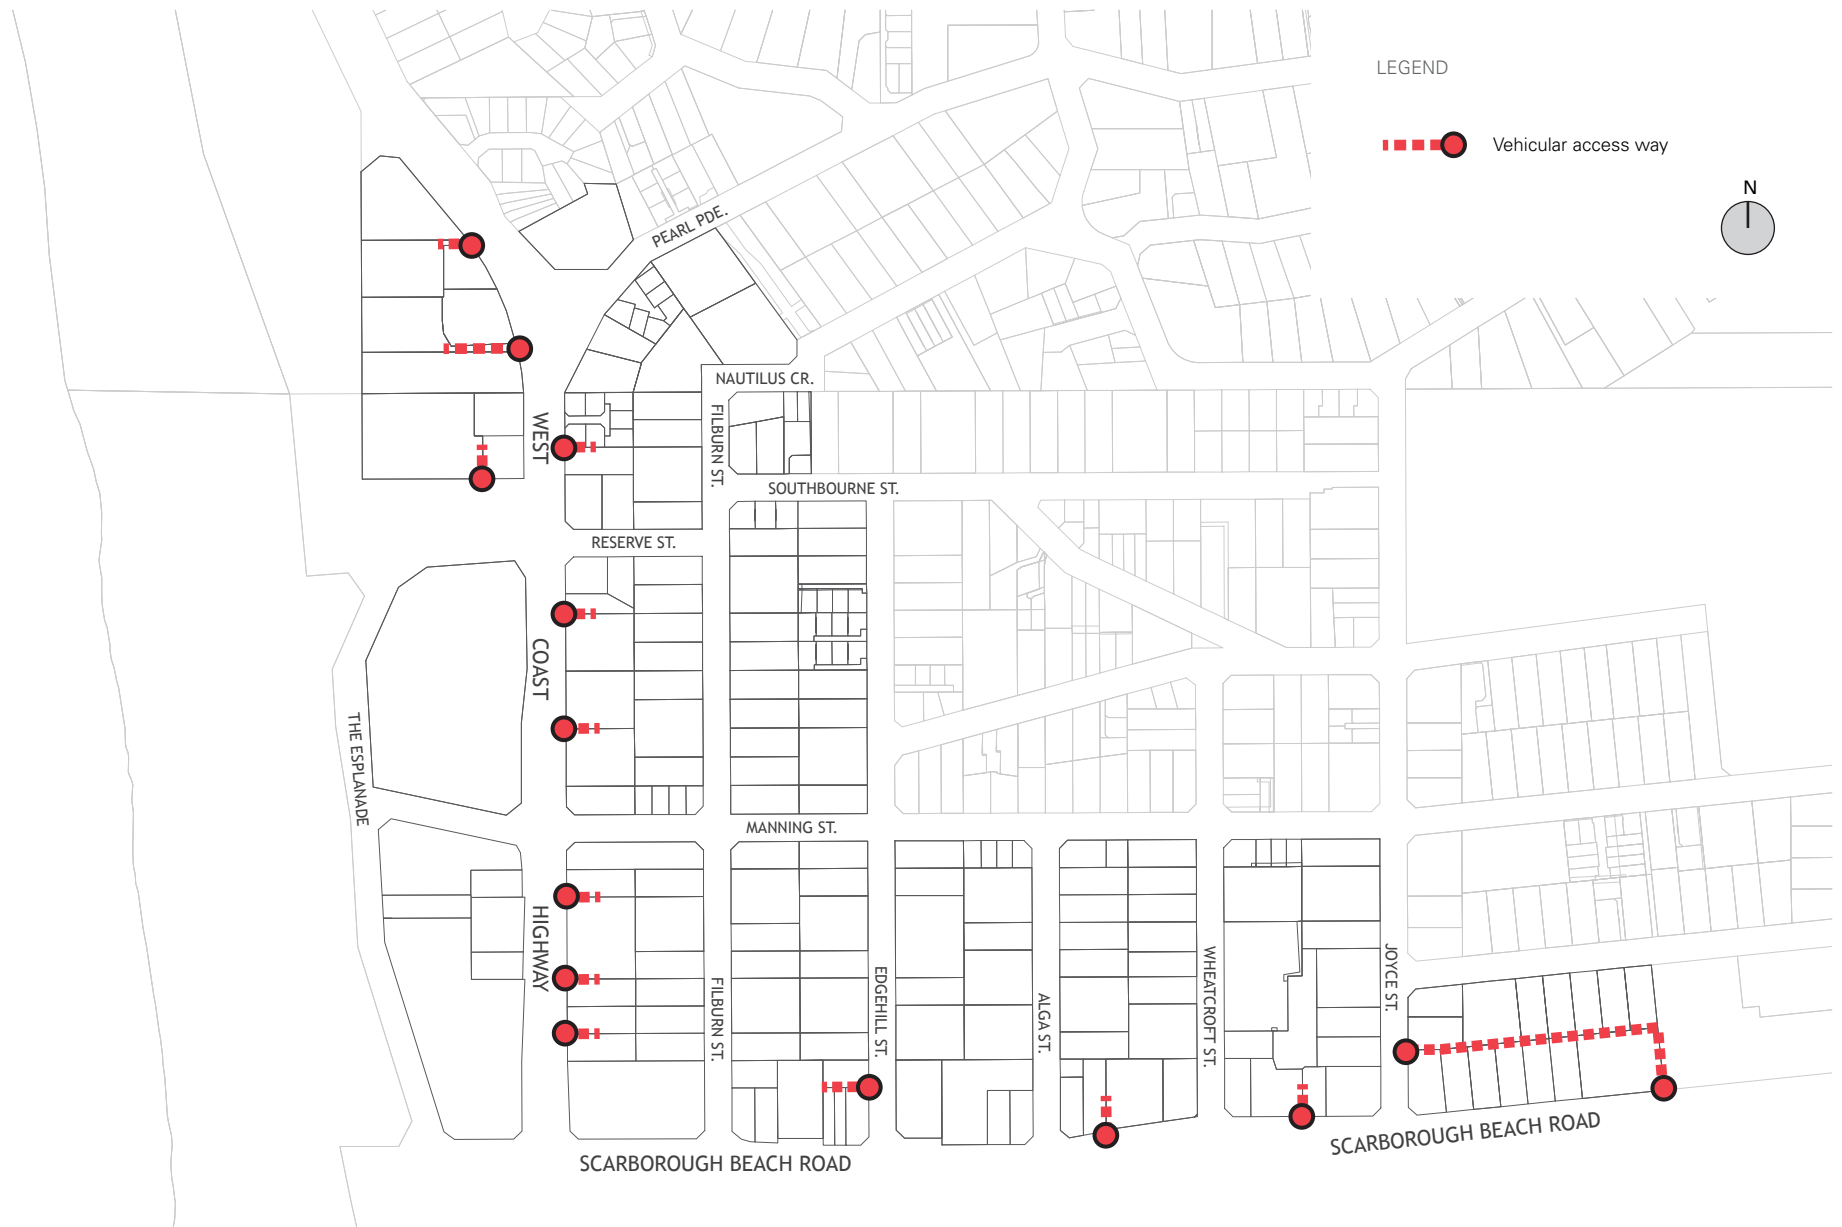 LEGEND
Vehicular access way
N
PEARL PDE.
NAUTILUS CR.
WEST
FILBURN ST.
SOUTHBOURNE ST.
RESERVE ST.
COAST
THE ESPLANADE
MANNING ST.
HIGHWAY
FILBURN ST.
EDGEHILL ST.
ALGA ST.
WHEATCROFT ST.
JOYCE ST.
SCARBOROUGH BEACH ROAD
SCARBOROUGH BEACH ROAD